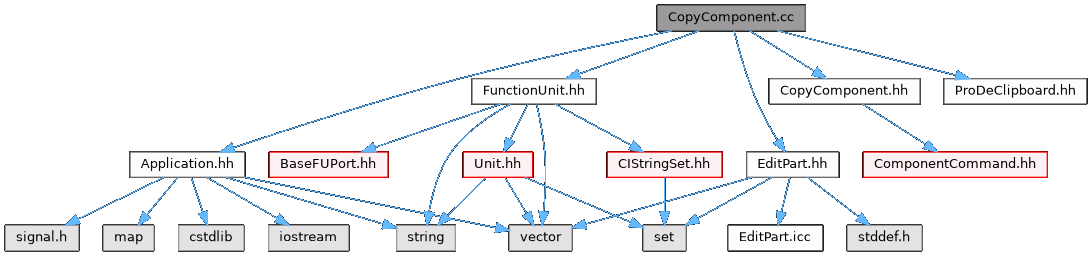 CopyComponent.cc
FunctionUnit.hh
CopyComponent.hh
ProDeClipboard.hh
Application.hh
BaseFUPort.hh
Unit.hh
CIStringSet.hh
EditPart.hh
ComponentCommand.hh
signal.h
map
cstdlib
iostream
string
vector
set
EditPart.icc
stddef.h